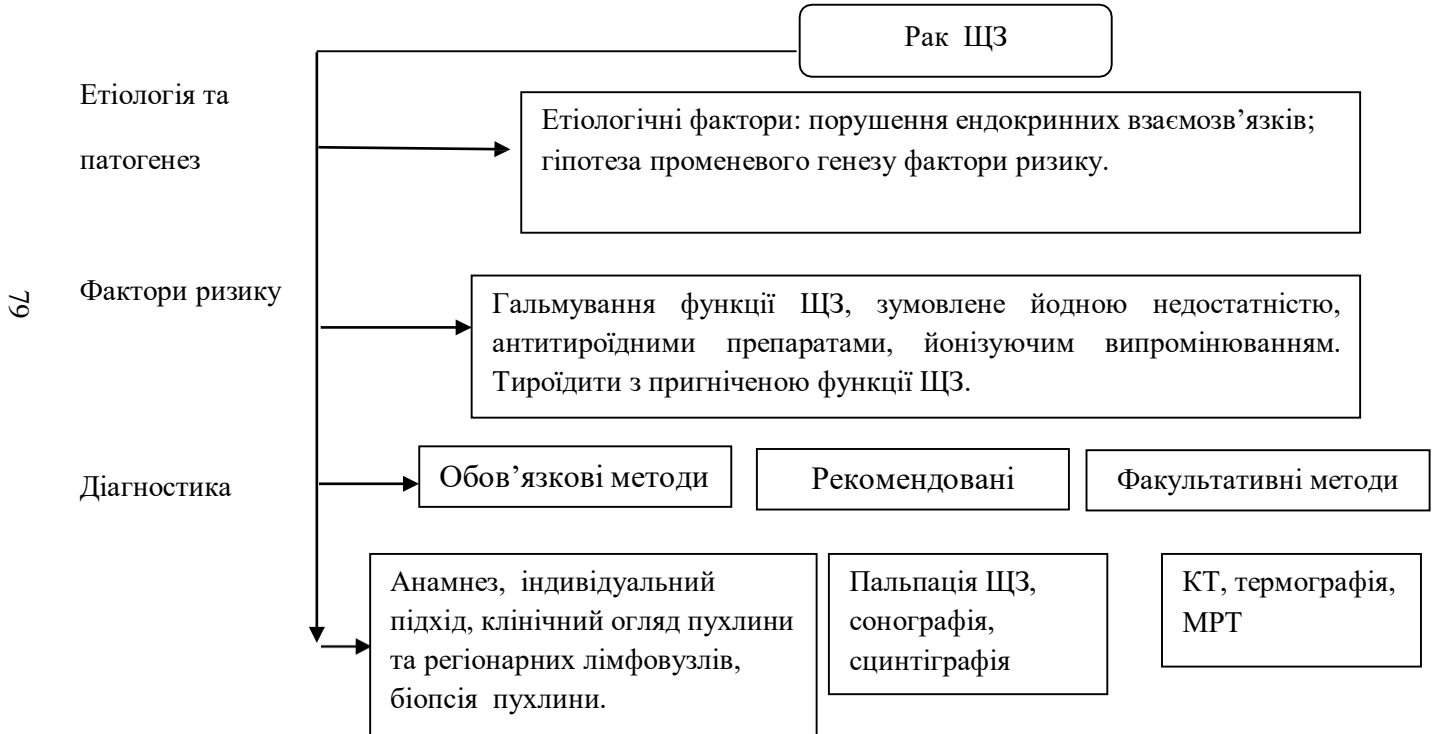 Рак ЩЗ
Етіологія та
патогенез
Етіологічні фактори: порушення ендокринних взаємозв’язків;
гіпотеза променевого генезу фактори ризику.
Фактори ризику
Гальмування функції ЩЗ, зумовлене йодною недостатністю,
антитироїдними препаратами, йонізуючим випромінюванням.
Тироїдити з пригніченою функції ЩЗ.
79
Діагностика
Обов’язкові методи
Рекомендовані
Факультативні методи
Анамнез, індивідуальний
підхід, клінічний огляд пухлини
та регіонарних лімфовузлів,
біопсія пухлини.
Пальпація ЩЗ,
сонографія,
сцинтіграфія
КТ, термографія,
МРТ